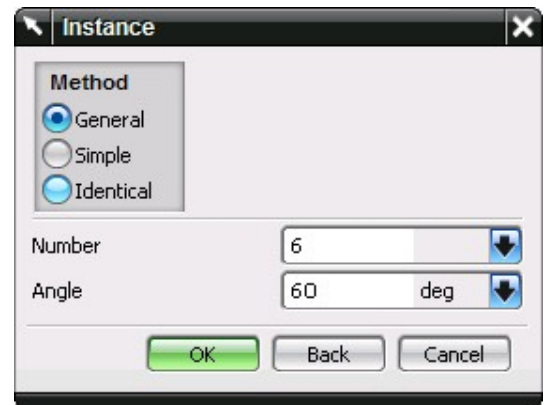 Instance
Method
General
Simple
Identical
Number 6
Angle 60 deg
OK Back Cancel